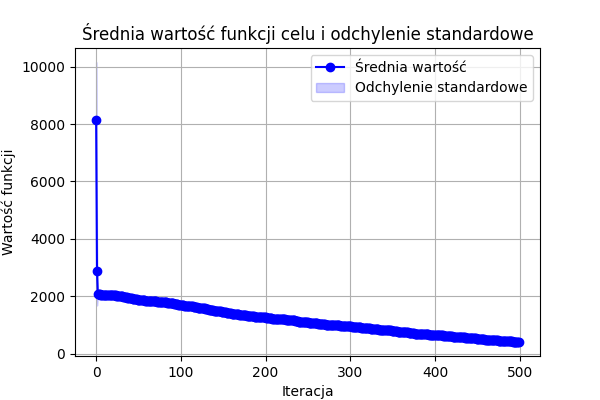 Średnia wartość funkcji celu i odchylenie standardowe
Średnia wartość
Odchylenie standardowe
Wartość funkcji
10000
8000
6000
4000
2000
0
0 100 200 300 400 500
Iteracja